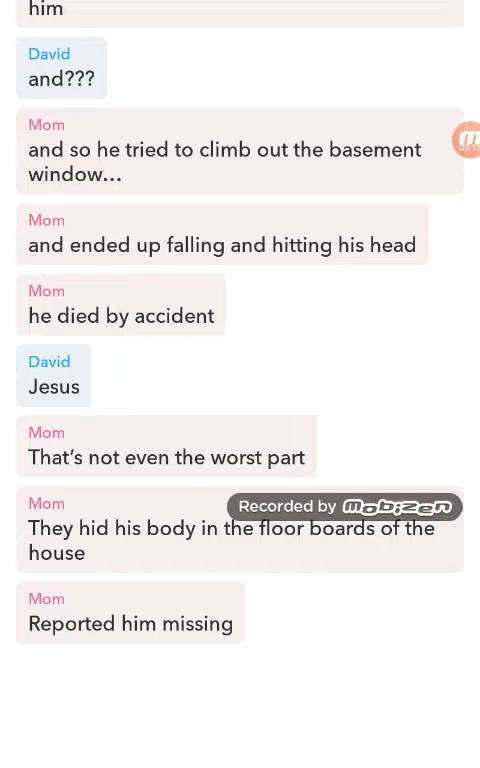 him
David
and???
Mom
and so he tried to climb out the basement
window...
Mom
and ended up falling and hitting his head
Mom
he died by accident
David
Jesus
Mom
That's not even the worst part
Mom
Recorded by mobizen
They hid his body in the floor boards of the
house
Mom
Reported him missing